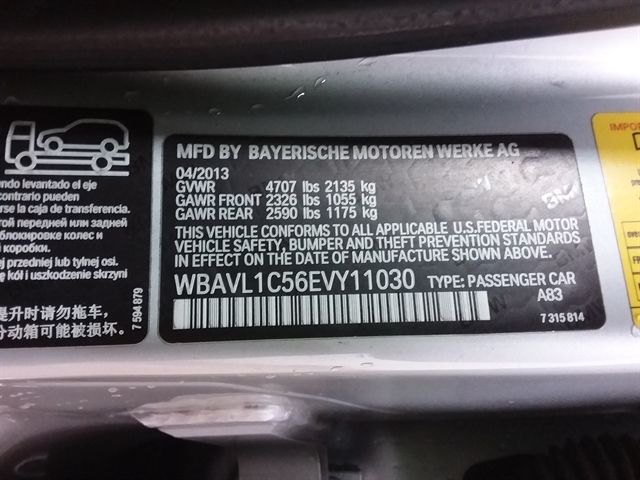 ndo levantado el eje
contrario pueden
rse la caja de transferencia.
той передней или задней
блокировке колес и
й коробки.
przedniej lub tylnej osi.
ę kół i uszkodzenie skrzyni
提升时请勿拖车,
分动箱可能被损坏.
7 594 879
MFD BY BAYERISCHE MOTOREN WERKE AG
04/2013
GVWR 4707 lbs 2135 kg
GAWR FRONT 2326 lbs 1055 kg
GAWR REAR 2590 lbs 1175 kg
THIS VEHICLE CONFORMS TO ALL APPLICABLE U.S.FEDERAL MOTOR
VEHICLE SAFETY, BUMPER AND THEFT PREVENTION STANDARDS
IN EFFECT ON THE DATE OF MANUFACTURE SHOWN ABOVE.
WBAVL1C56EVY11030 TYPE: PASSENGER CAR
A83
7 315 814
IMPORTA